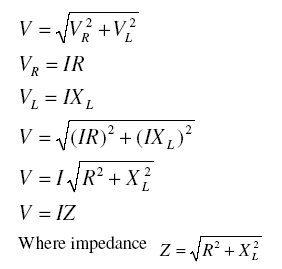 V = √(V_R² + V_L²)
V_R = IR
V_L = IX_L
V = √((IR)² + (IX_L)²)
V = I√(R² + X_L²)
V = IZ
Where impedance Z = √(R² + X_L²)